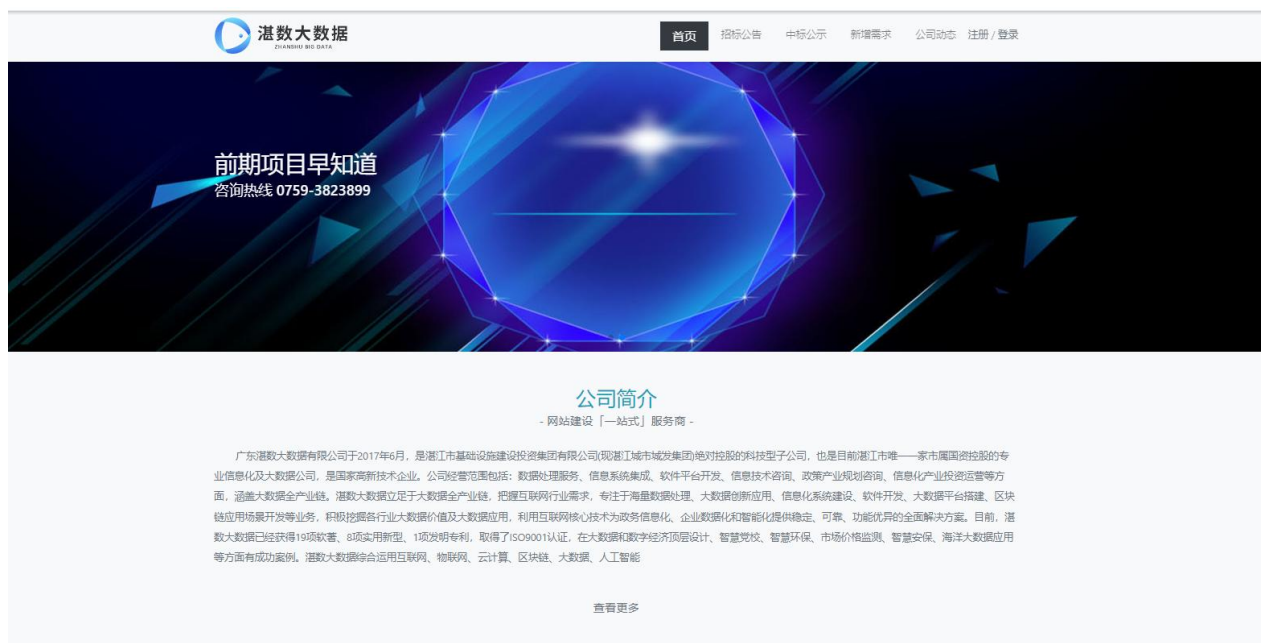 湛数大数据
ZHANSHU BIG DATA
首页 招标公告 中标公示 新增需求 公司动态 注册 / 登录
前期项目早知道
咨询热线 0759-3823899
公司简介
- 网站建设「一站式」服务商 -
广东湛数大数据有限公司于2017年6月，是湛江市基础设施建设投资集团有限公司(现湛江城市城发集团)绝对控股的科技型子公司，也是目前湛江市唯——家市属国资控股的专
业信息化及大数据公司，是国家高新技术企业。公司经营范围包括：数据处理服务、信息系统集成、软件平台开发、信息技术咨询、政策产业规划咨询、信息化产业投资运营等方
面，涵盖大数据全产业链。湛数大数据立足于大数据全产业链，把握互联网行业需求，专注于海量数据处理、大数据创新应用、信息化系统建设、软件开发、大数据平台搭建、区块
链应用场景开发等业务，积极挖掘各行业大数据价值及大数据应用，利用互联网核心技术为政务信息化、企业数据化和智能化提供稳定、可靠、功能优异的全面解决方案。目前，湛
数大数据已经获得19项软著、8项实用新型、1项发明专利，取得了ISO9001认证，在大数据和数字经济顶层设计、智慧党校、智慧环保、市场价格监测、智慧安保、海洋大数据应用
等方面有成功案例。湛数大数据综合运用互联网、物联网、云计算、区块链、大数据、人工智能
查看更多